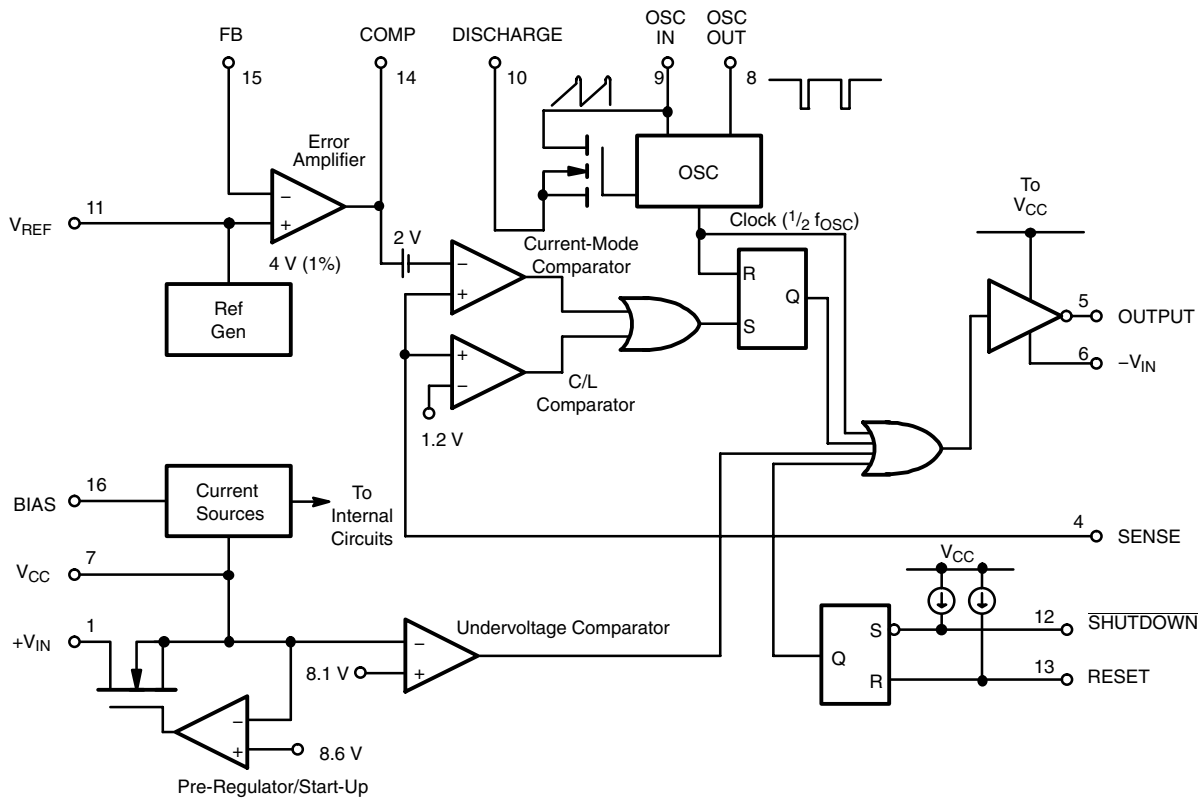 FB
COMP
DISCHARGE
OSC
IN
OSC
OUT
15
14
10
9
8
Error
Amplifier
OSC
−
+
V_REF
11
4 V (1%)
Ref
Gen
2 V
Current-Mode
Comparator
Clock (1/2 f_OSC)
−
+
R
Q
S
To
V_CC
5
OUTPUT
6
−V_IN
+
−
C/L
Comparator
1.2 V
BIAS
16
Current
Sources
To
Internal
Circuits
4
SENSE
V_CC
7
V_CC
+V_IN
1
Undervoltage Comparator
−
+
8.1 V
S
Q
R
12
SHUTDOWN
13
RESET
−
+
8.6 V
Pre-Regulator/Start-Up